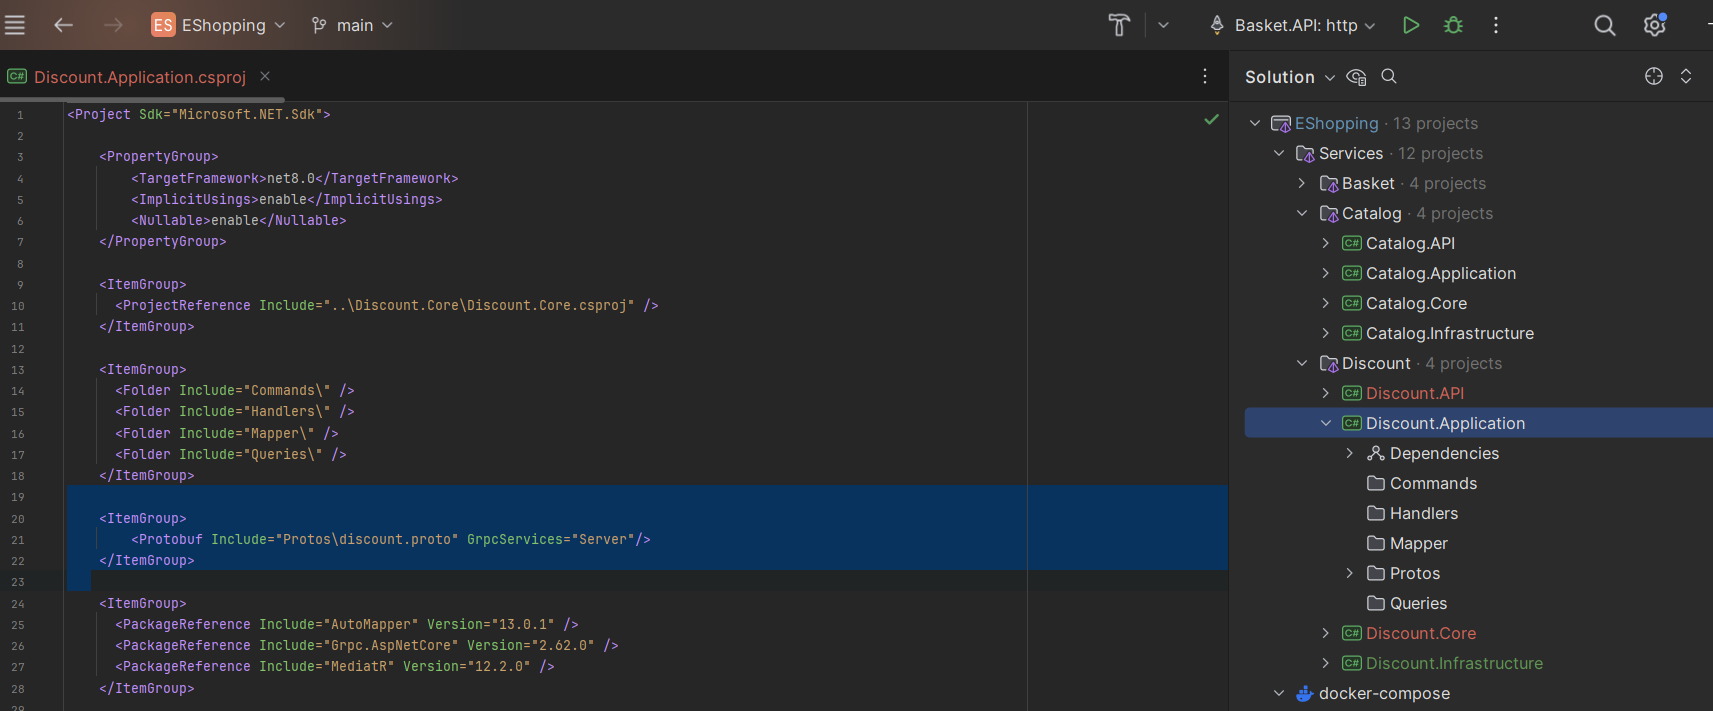 ES EShopping main Basket.API: http
C# Discount.Application.csproj
1 <Project Sdk="Microsoft.NET.Sdk">
2
3 <PropertyGroup>
4 <TargetFramework>net8.0</TargetFramework>
5 <ImplicitUsings>enable</ImplicitUsings>
6 <Nullable>enable</Nullable>
7 </PropertyGroup>
8
9 <ItemGroup>
10 <ProjectReference Include="..\Discount.Core\Discount.Core.csproj" />
11 </ItemGroup>
12
13 <ItemGroup>
14 <Folder Include="Commands\" />
15 <Folder Include="Handlers\" />
16 <Folder Include="Mapper\" />
17 <Folder Include="Queries\" />
18 </ItemGroup>
19
20 <ItemGroup>
21 <Protobuf Include="Protos\discount.proto" GrpcServices="Server"/>
22 </ItemGroup>
23
24 <ItemGroup>
25 <PackageReference Include="AutoMapper" Version="13.0.1" />
26 <PackageReference Include="Grpc.AspNetCore" Version="2.62.0" />
27 <PackageReference Include="MediatR" Version="12.2.0" />
28 </ItemGroup>
29
Solution
EShopping · 13 projects
Services · 12 projects
Basket · 4 projects
Catalog · 4 projects
C# Catalog.API
C# Catalog.Application
C# Catalog.Core
C# Catalog.Infrastructure
Discount · 4 projects
C# Discount.API
C# Discount.Application
Dependencies
Commands
Handlers
Mapper
Protos
Queries
C# Discount.Core
C# Discount.Infrastructure
docker-compose